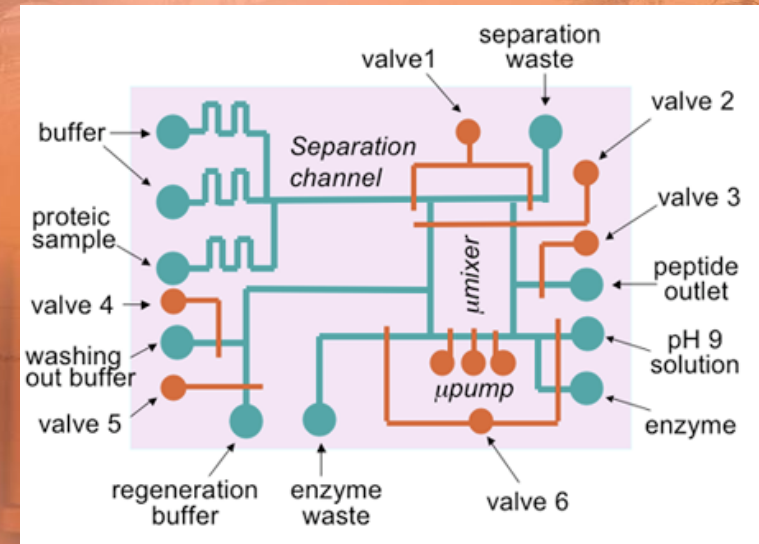 separation
waste
valve1
valve 2
buffer
Separation
channel
valve 3
proteic
sample
μmixer
peptide
outlet
valve 4
washing
out buffer
pH 9
solution
μpump
valve 5
enzyme
regeneration
buffer
enzyme
waste
valve 6